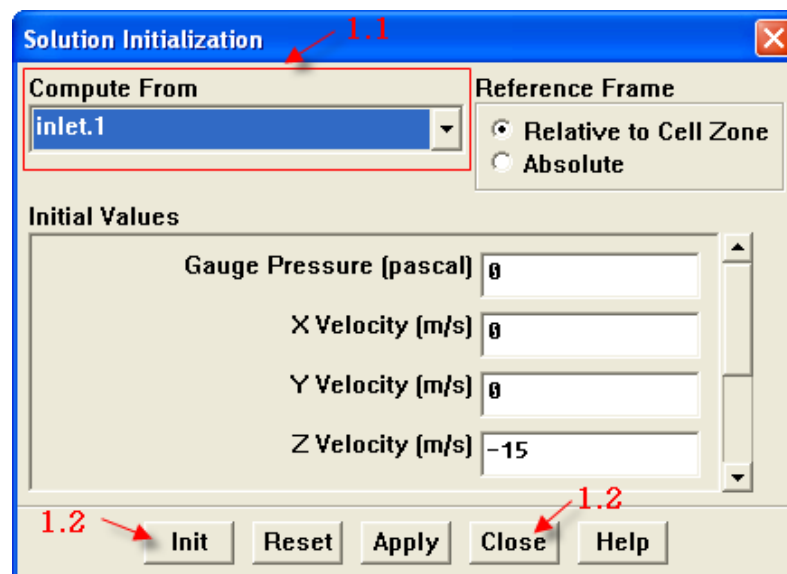 Solution Initialization
1.1
Compute From
Reference Frame
inlet.1
Relative to Cell Zone
Absolute
Initial Values
Gauge Pressure (pascal)
0
X Velocity (m/s)
0
Y Velocity (m/s)
0
Z Velocity (m/s)
-15
1.2
1.2
Init
Reset
Apply
Close
Help